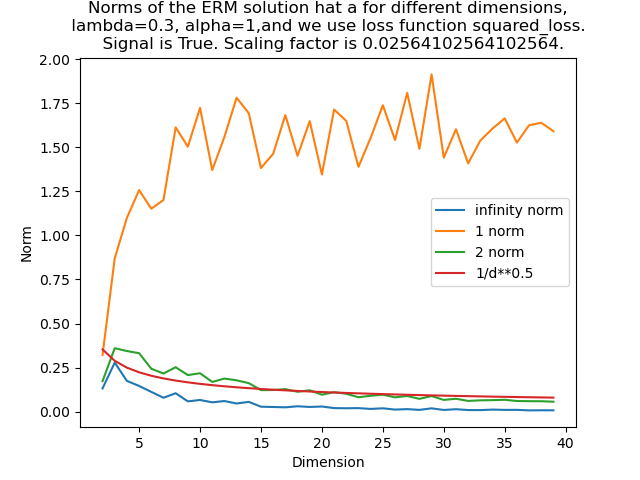 Norms of the ERM solution hat a for different dimensions,
lambda=0.3, alpha=1,and we use loss function squared_loss.
Signal is True. Scaling factor is 0.02564102564102564.
2.00
1.75
1.50
1.25
1.00
0.75
0.50
0.25
0.00
Norm
infinity norm
1 norm
2 norm
1/d**0.5
5
10
15
20
25
30
35
40
Dimension